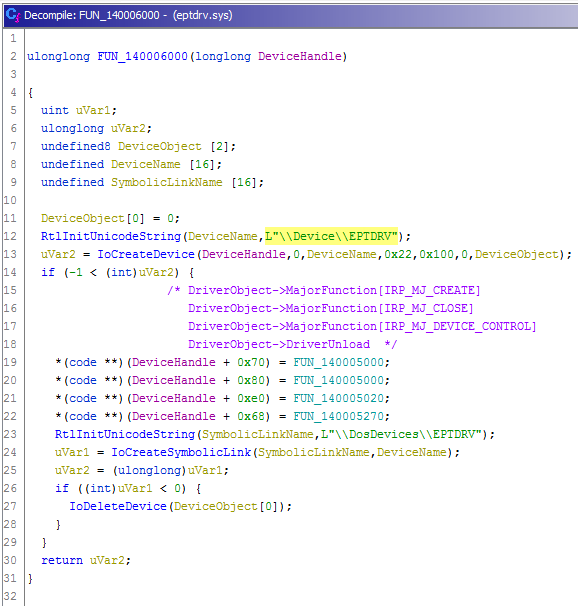 Decompile: FUN_140006000 - (eptdrv.sys)
1
2 ulonglong FUN_140006000(longlong DeviceHandle)
3
4 {
5 uint uVar1;
6 ulonglong uVar2;
7 undefined8 DeviceObject [2];
8 undefined DeviceName [16];
9 undefined SymbolicLinkName [16];
10
11 DeviceObject[0] = 0;
12 RtlInitUnicodeString(DeviceName,L"\\Device\\EPTDRV");
13 uVar2 = IoCreateDevice(DeviceHandle,0,DeviceName,0x22,0x100,0,DeviceObject);
14 if (-1 < (int)uVar2) {
15 /* DriverObject->MajorFunction[IRP_MJ_CREATE]
16 DriverObject->MajorFunction[IRP_MJ_CLOSE]
17 DriverObject->MajorFunction[IRP_MJ_DEVICE_CONTROL]
18 DriverObject->DriverUnload */
19 *(code **)(DeviceHandle + 0x70) = FUN_140005000;
20 *(code **)(DeviceHandle + 0x80) = FUN_140005000;
21 *(code **)(DeviceHandle + 0xe0) = FUN_140005020;
22 *(code **)(DeviceHandle + 0x68) = FUN_140005270;
23 RtlInitUnicodeString(SymbolicLinkName,L"\\DosDevices\\EPTDRV");
24 uVar1 = IoCreateSymbolicLink(SymbolicLinkName,DeviceName);
25 uVar2 = (ulonglong)uVar1;
26 if ((int)uVar1 < 0) {
27 IoDeleteDevice(DeviceObject[0]);
28 }
29 }
30 return uVar2;
31 }
32